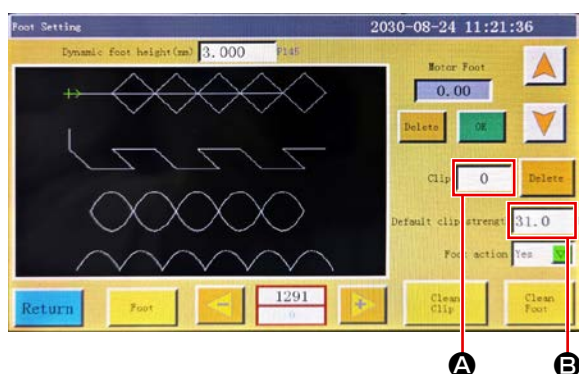 Foot Setting 2030-08-24 11:21:36
Dynamic foot height(mm) 3.000 P145
Motor Foot
0.00
Delete OK
Clip 0 Delete
Default clip strengt 31.0
Foot action Yes
Return Foot - 1291 + Clean Clip Clean Foot
0
A B